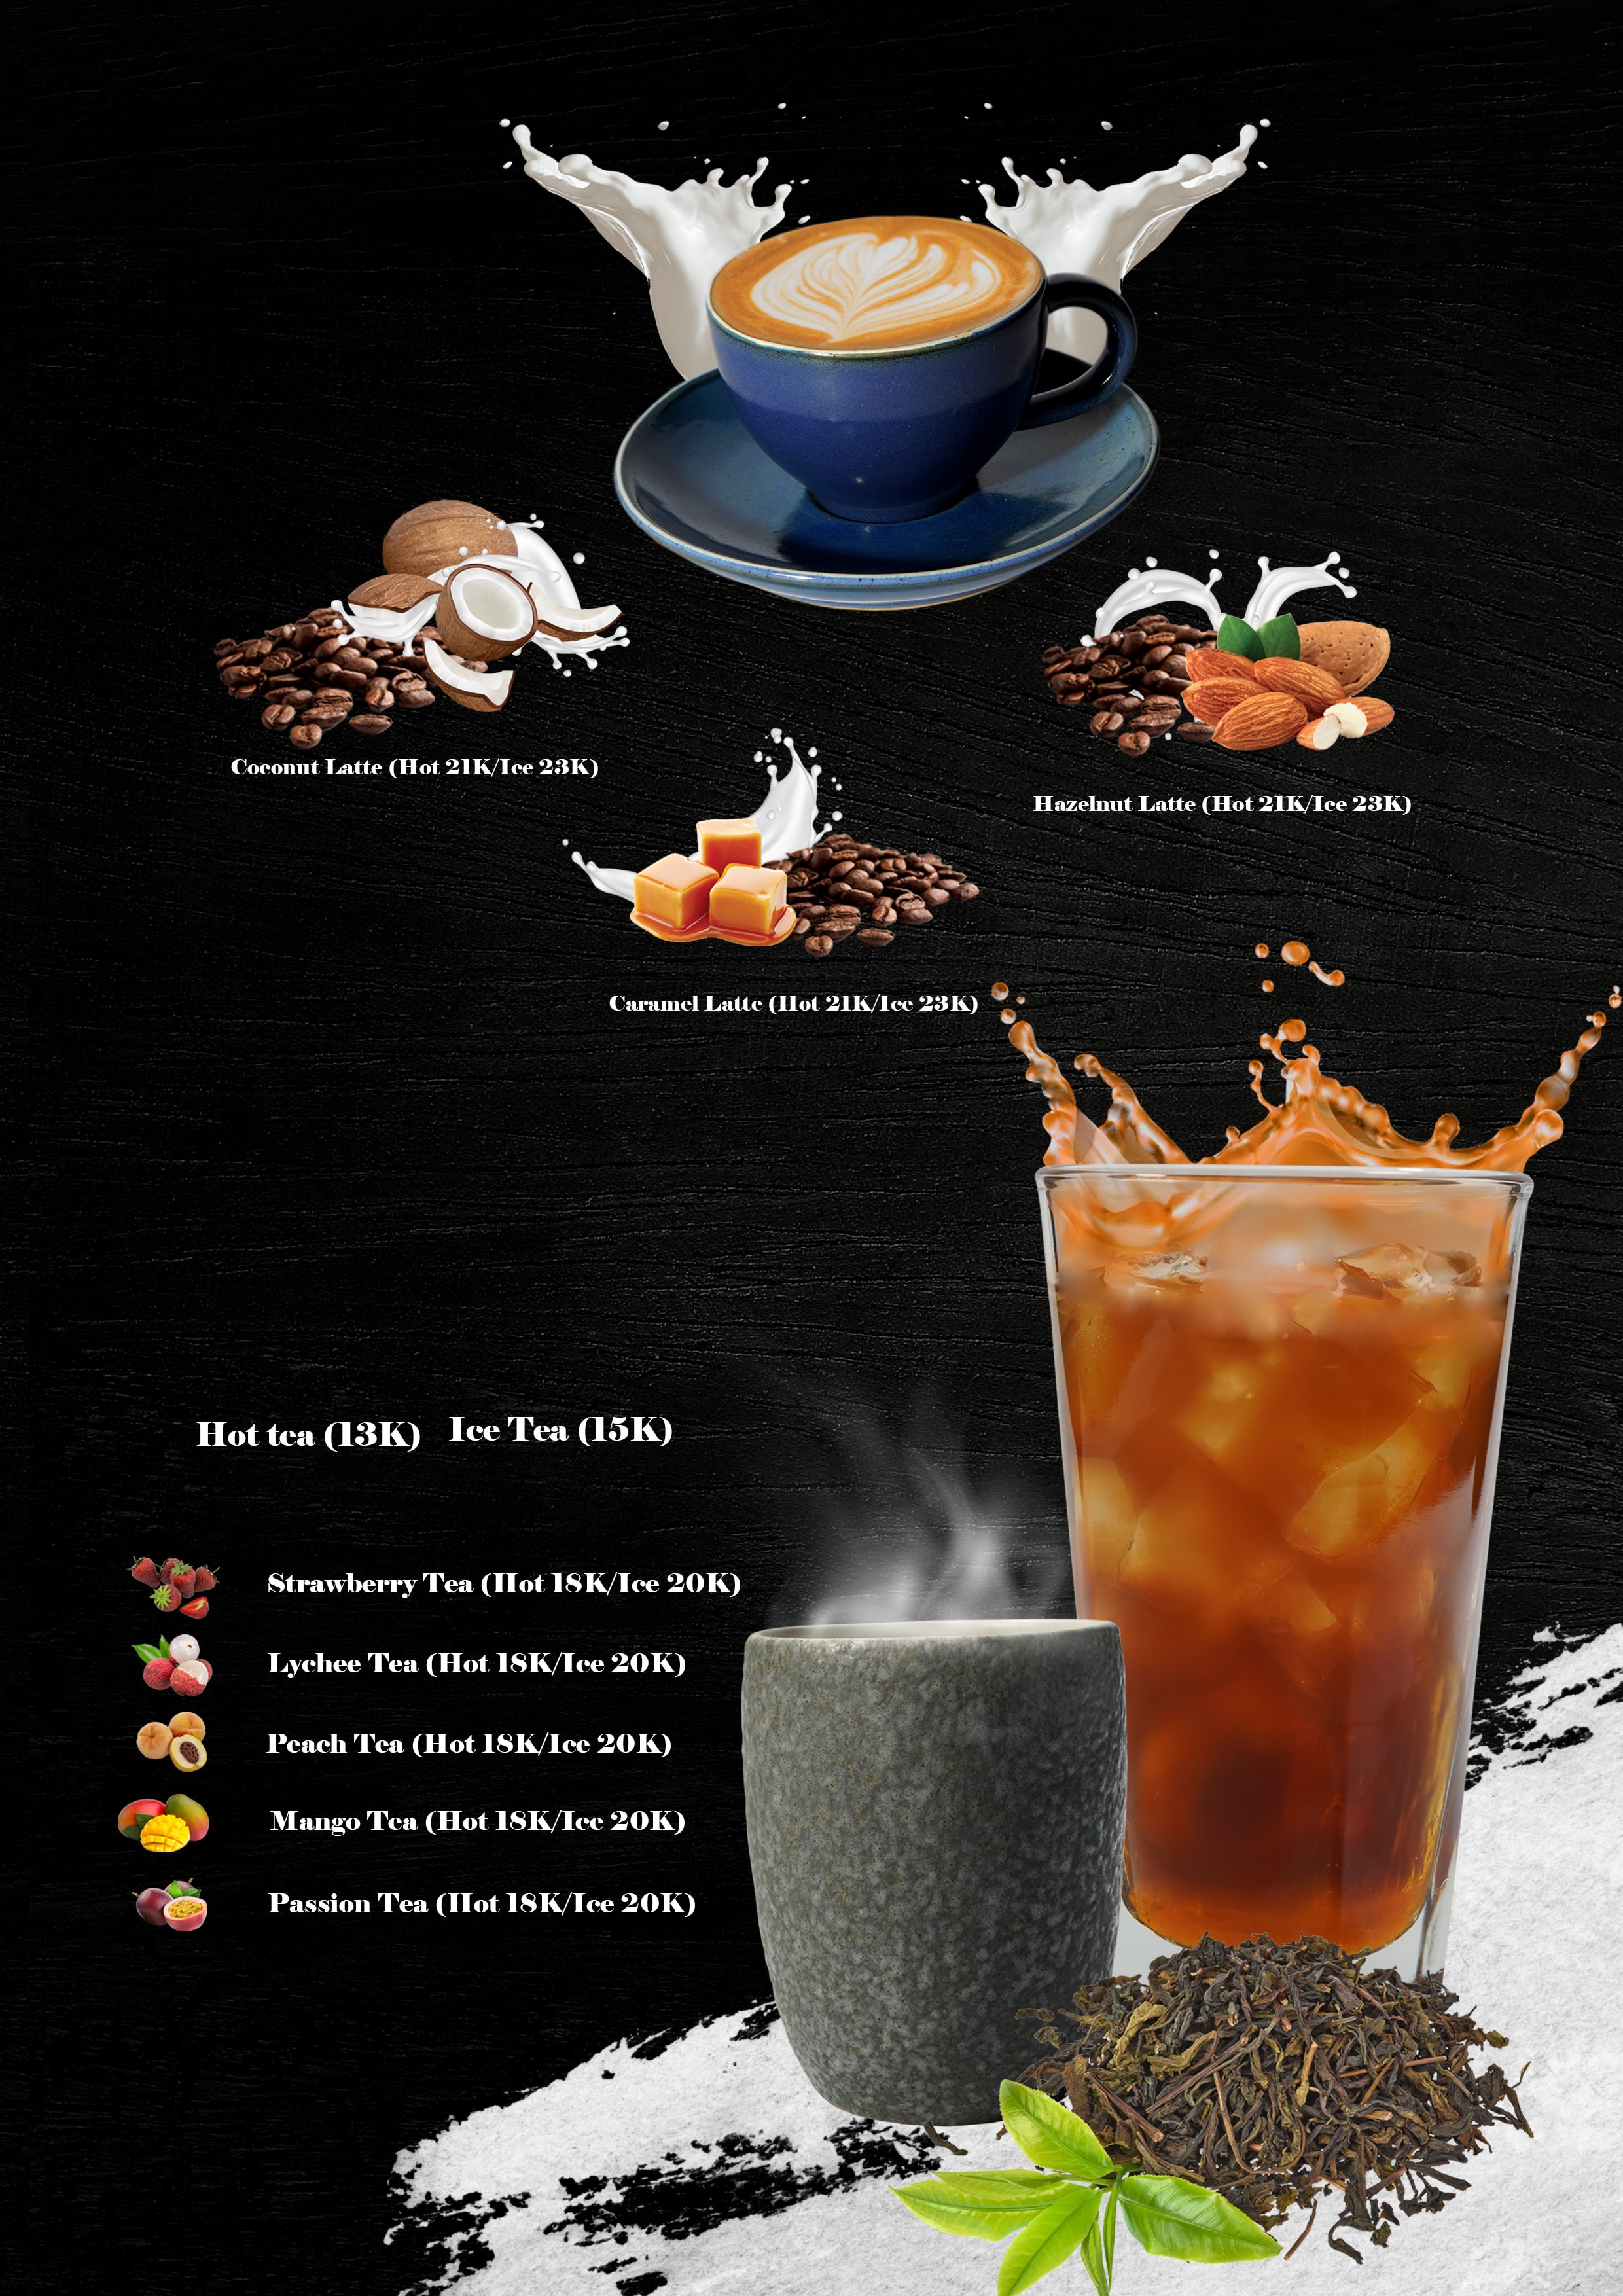 Coconut Latte (Hot 21K/Ice 23K)
Hazelnut Latte (Hot 21K/Ice 23K)
Caramel Latte (Hot 21K/Ice 23K)
Hot tea (13K)
Ice Tea (15K)
Strawberry Tea (Hot 18K/Ice 20K)
Lychee Tea (Hot 18K/Ice 20K)
Peach Tea (Hot 18K/Ice 20K)
Mango Tea (Hot 18K/Ice 20K)
Passion Tea (Hot 18K/Ice 20K)